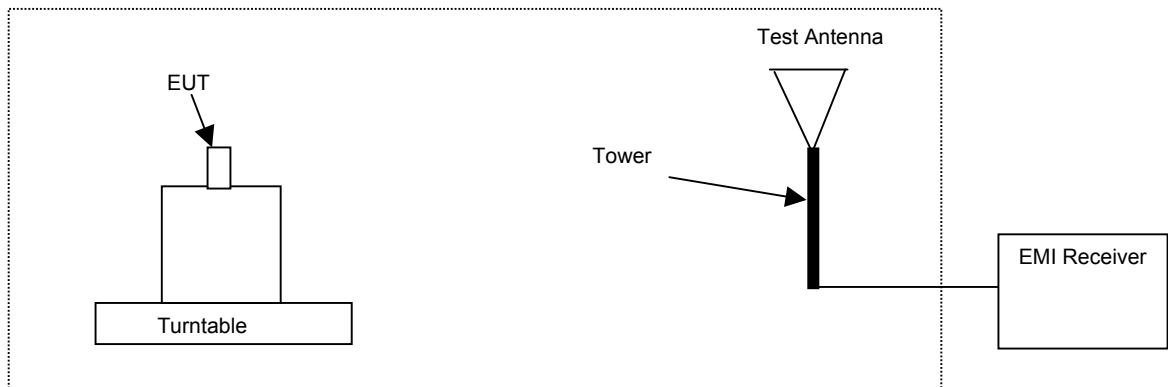 Test Antenna
EUT
Tower
EMI Receiver
Turntable